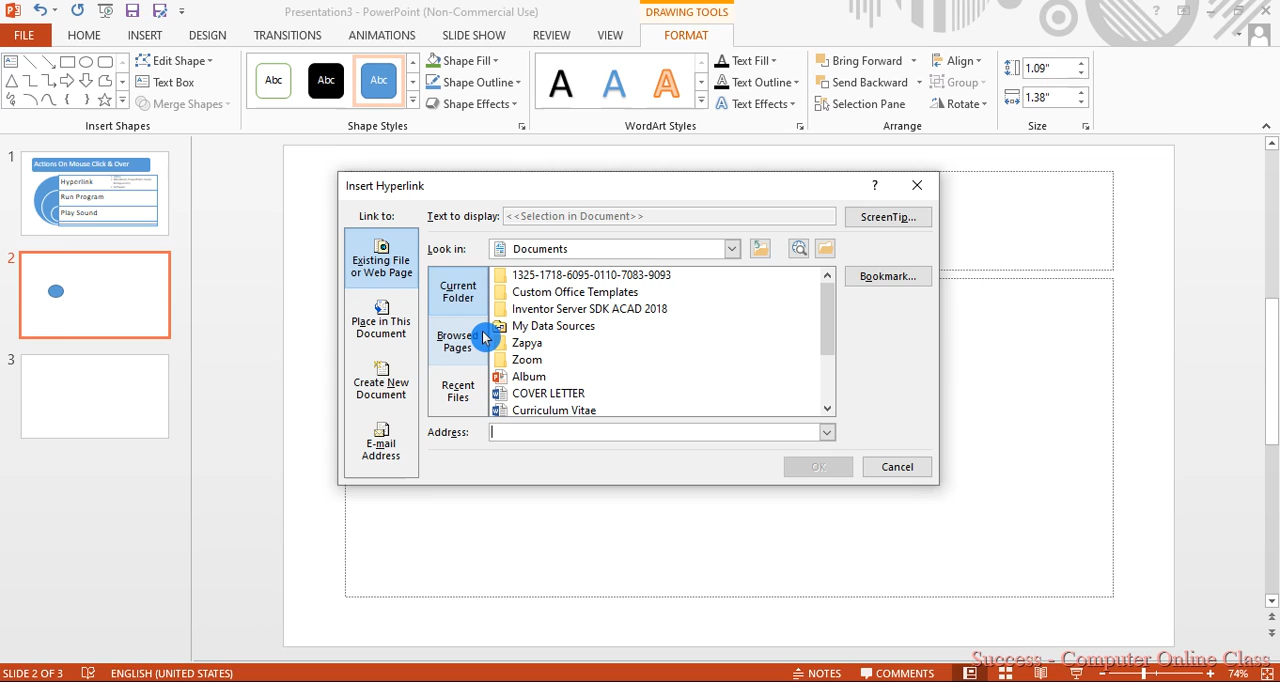 Presentation3 - PowerPoint (Non-Commercial Use)
DRAWING TOOLS
?
FILE
HOME
INSERT
DESIGN
TRANSITIONS
ANIMATIONS
SLIDE SHOW
REVIEW
VIEW
FORMAT
Edit Shape
Text Box
Merge Shapes
Insert Shapes
Abc
Abc
Abc
Shape Fill
Shape Outline
Shape Effects
Shape Styles
A
A
A
Text Fill
Text Outline
Text Effects
WordArt Styles
Bring Forward
Send Backward
Selection Pane
Align
Group
Rotate
Arrange
1.09"
1.38"
Size
1
Actions On Mouse Click & Over
Hyperlink
Run Program
Play Sound
2
3
Insert Hyperlink
?
Link to:
Text to display:
<<Selection in Document>>
ScreenTip...
Existing File
or Web Page
Look in:
Documents
Bookmark...
Place in This
Document
Create New
Document
E-mail
Address
Current
Folder
Browsed
Pages
Recent
Files
1325-1718-6095-0110-7083-9093
Custom Office Templates
Inventor Server SDK ACAD 2018
My Data Sources
Zapya
Zoom
Album
COVER LETTER
Curriculum Vitae
Address:
OK
Cancel
SLIDE 2 OF 3
ENGLISH (UNITED STATES)
NOTES
COMMENTS
74%
Success - Computer Online Class